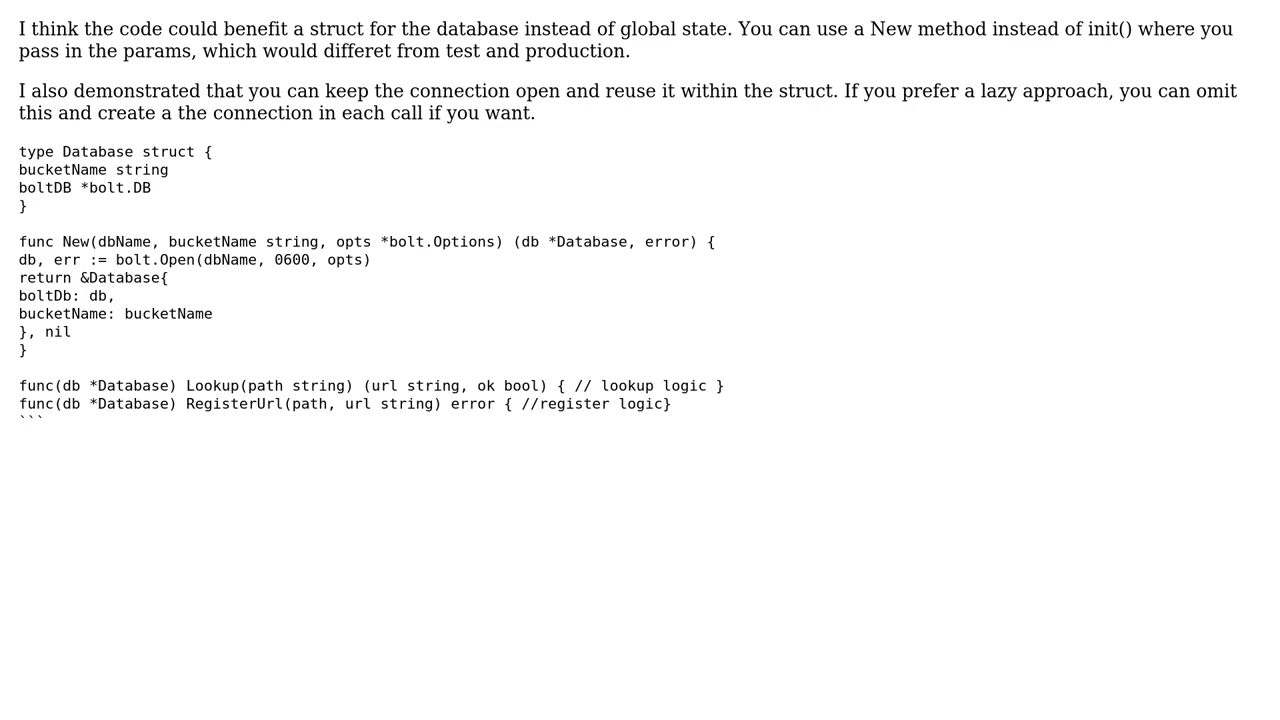 I think the code could benefit a struct for the database instead of global state. You can use a New method instead of init() where you
pass in the params, which would differet from test and production.
I also demonstrated that you can keep the connection open and reuse it within the struct. If you prefer a lazy approach, you can omit
this and create a the connection in each call if you want.
type Database struct {
bucketName string
boltDB *bolt.DB
}
func New(dbName, bucketName string, opts *bolt.Options) (db *Database, error) {
db, err := bolt.Open(dbName, 0600, opts)
return &Database{
boltDb: db,
bucketName: bucketName
}, nil
}
func(db *Database) Lookup(path string) (url string, ok bool) { // lookup logic }
func(db *Database) RegisterUrl(path, url string) error { //register logic}
```